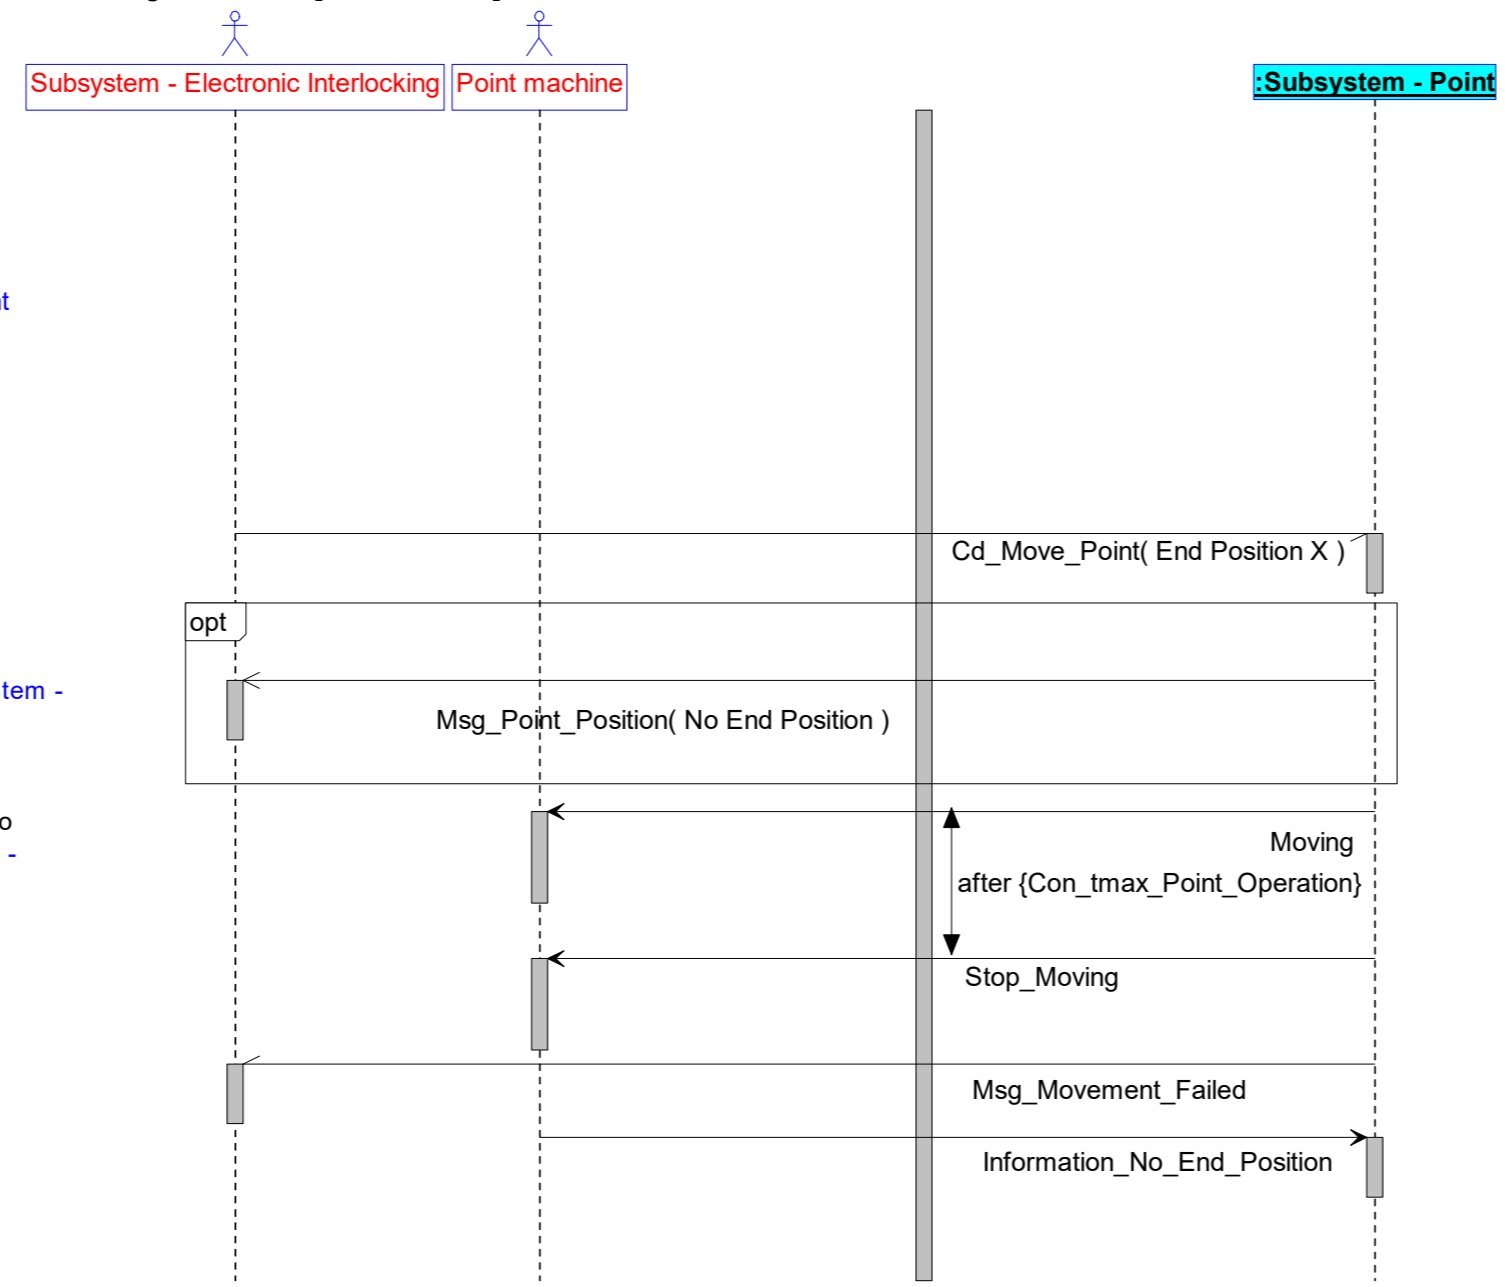 Subsystem - Electronic Interlocking
Point machine
:Subsystem - Point
Cd_Move_Point( End Position X )
opt
tem -
Msg_Point_Position( No End Position )
o
-
Moving
after {Con_tmax_Point_Operation}
Stop_Moving
Msg_Movement_Failed
Information_No_End_Position